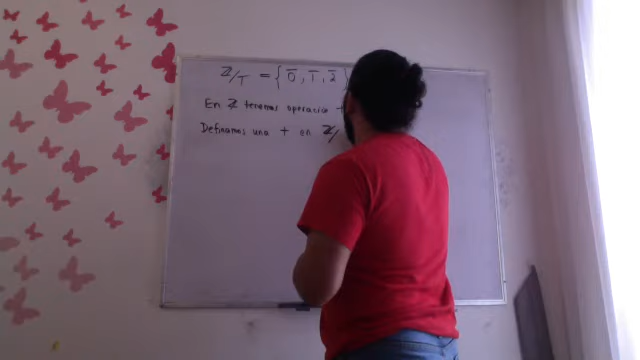 ℤ/T = { 0̄, 1̄, 2̄ }
En ℤ tenemos operación +
Definamos una + en ℤ/